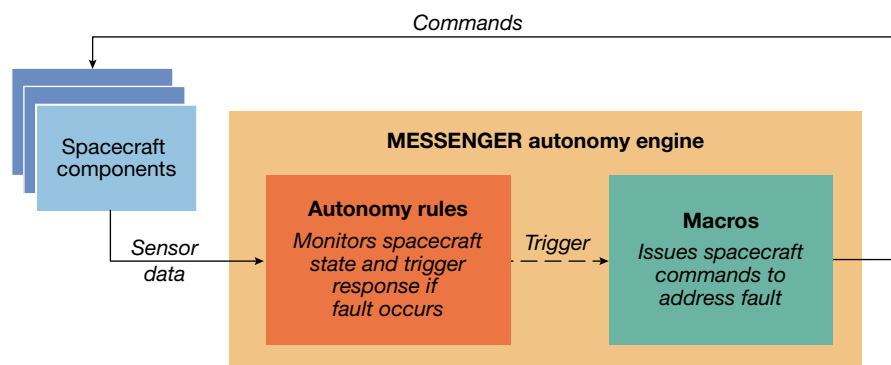 Commands
Spacecraft
components
MESSENGER autonomy engine
Autonomy rules
Monitors spacecraft
state and trigger
response if
fault occurs
Sensor
data
Trigger
Macros
Issues spacecraft
commands to
address fault